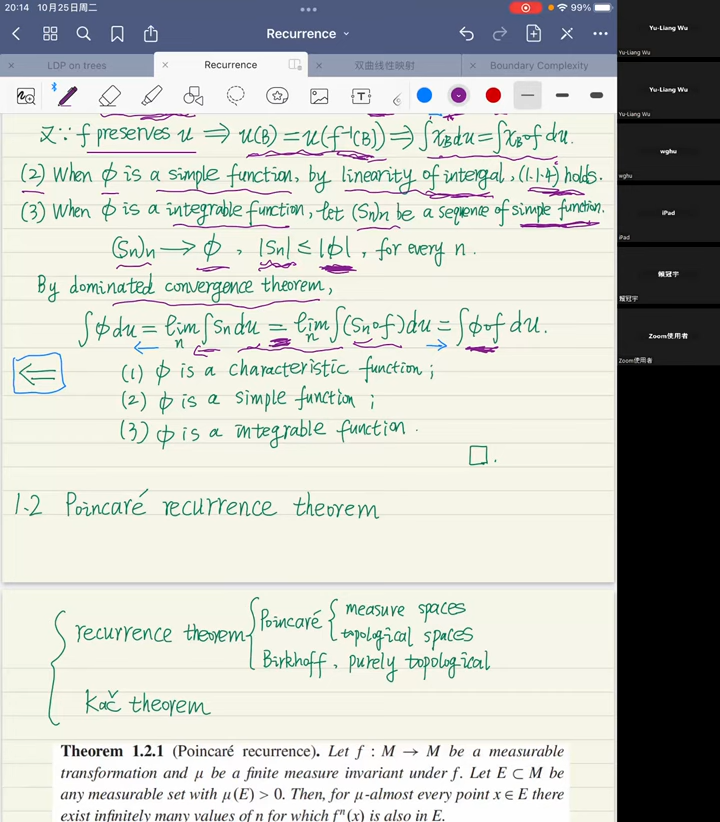 20:14 10月25日周二
99%
Recurrence
LDP on trees
Recurrence
双曲线性映射
Boundary Complexity
又∵ f preserves u ⟹ u(B) = u(f⁻¹(B)) ⟹ ∫χ_B du = ∫χ_B∘f du.
(2) When ϕ is a simple function, by linearity of intergal, (1.1.4) holds.
(3) When ϕ is a integrable function, let (Sn)n be a sequence of simple function.
(Sn)n ⟶ ϕ , |Sn| ≤ |ϕ| , for every n.
By dominated convergence theorem,
∫ϕ du = lim_n ∫Sn du = lim_n ∫(Sn∘f) du = ∫ϕ∘f du.
⟸ (1) ϕ is a characteristic function ;
(2) ϕ is a simple function ;
(3) ϕ is a integrable function .
□.
1.2 Poincaré recurrence theorem
recurrence theorem { Poincaré { measure spaces
topological spaces
Birkhoff , purely topological
Kač theorem
Theorem 1.2.1 (Poincaré recurrence). Let f : M → M be a measurable
transformation and μ be a finite measure invariant under f. Let E ⊂ M be
any measurable set with μ(E) > 0. Then, for μ-almost every point x ∈ E there
exist infinitely many values of n for which fⁿ(x) is also in E.
Yu-Liang Wu
Yu-Liang Wu
Yu-Liang Wu
Yu-Liang Wu
wghu
wghu
iPad
iPad
賴冠宇
賴冠宇
Zoom使用者
Zoom使用者